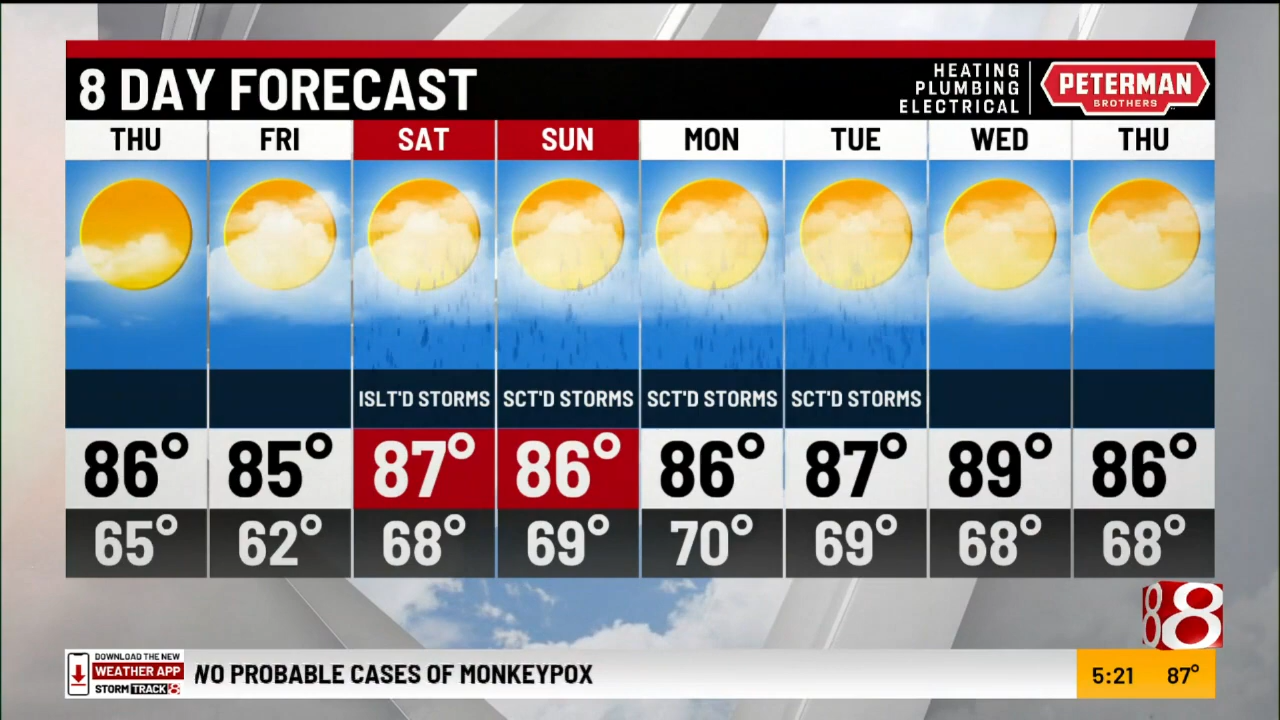 8 DAY FORECAST
HEATING
PLUMBING
ELECTRICAL
PETERMAN
BROTHERS
THU FRI SAT SUN MON TUE WED THU
ISLT'D STORMS SCT'D STORMS SCT'D STORMS SCT'D STORMS
86° 85° 87° 86° 86° 87° 89° 86°
65° 62° 68° 69° 70° 69° 68° 68°
8 8
DOWNLOAD THE NEW
WEATHER APP
STORM TRACK 8
WO PROBABLE CASES OF MONKEYPOX
5:21 87°